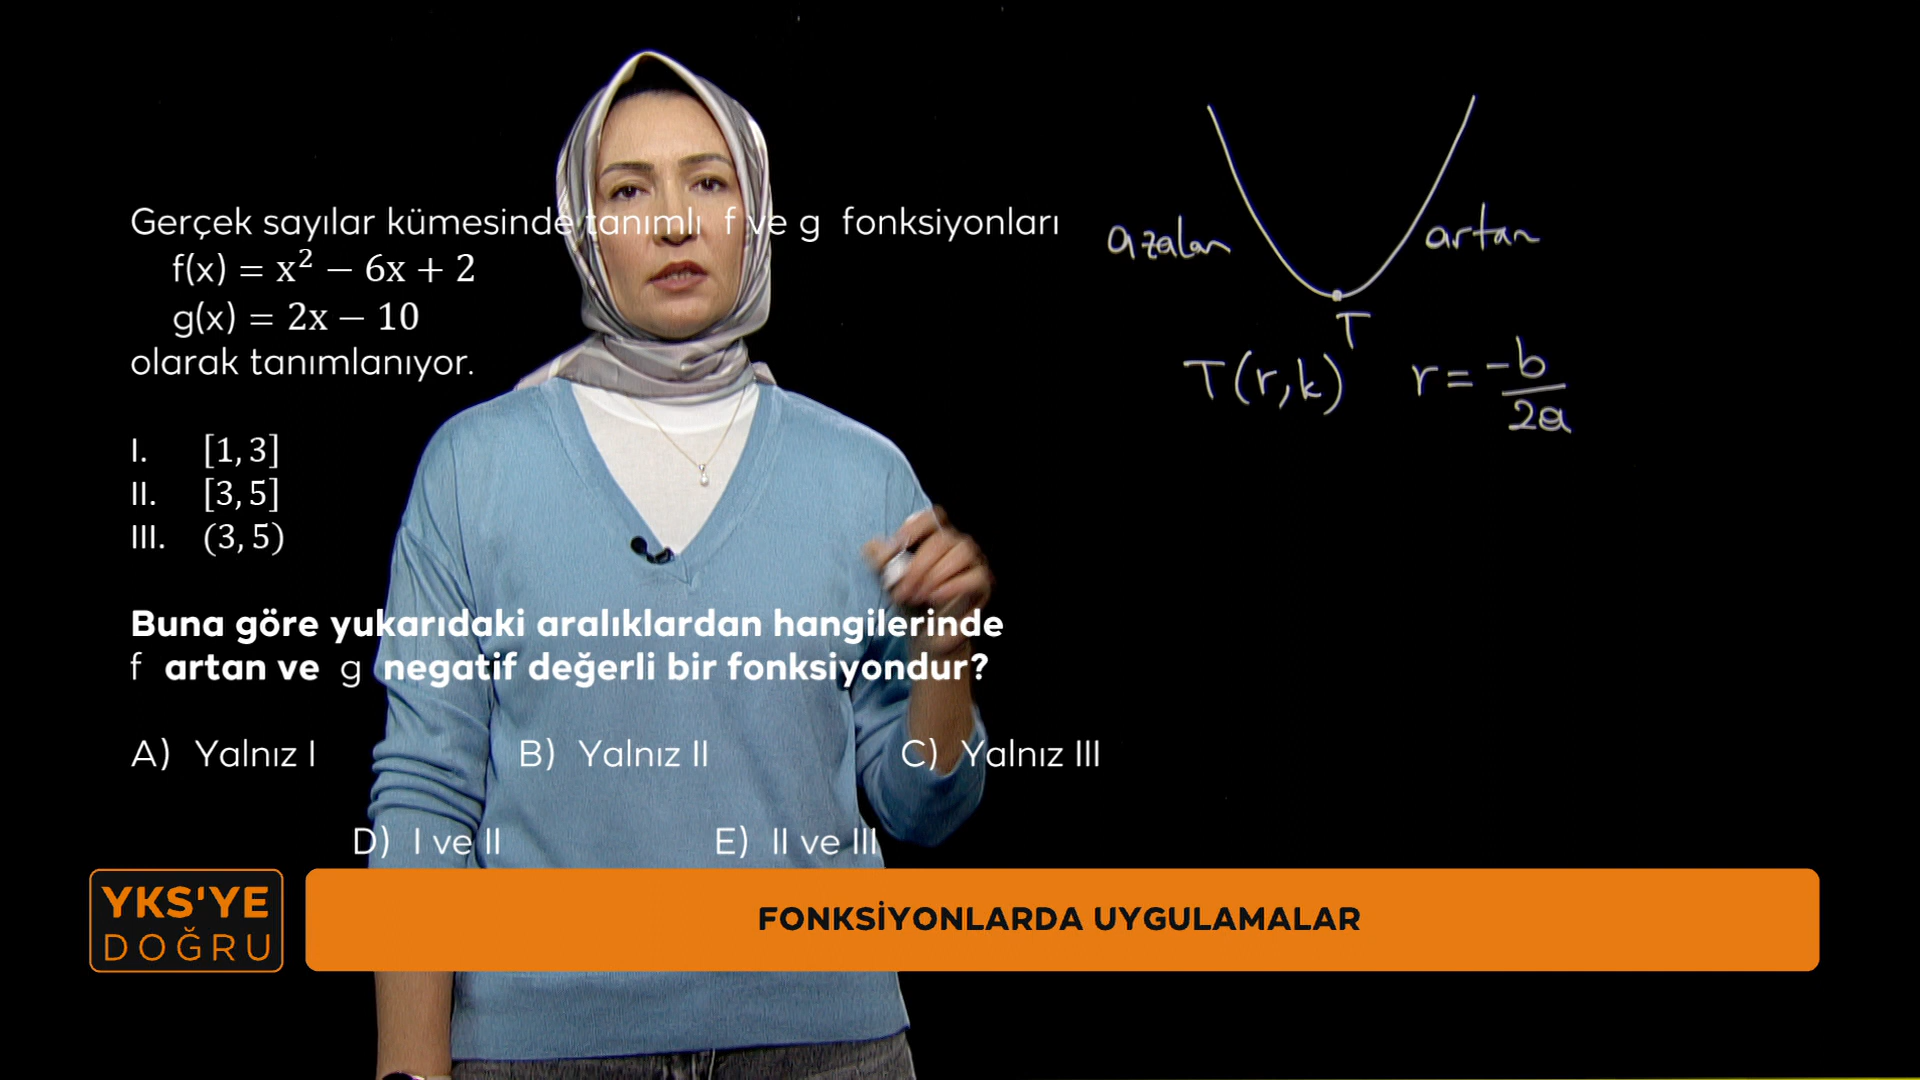 Gerçek sayılar kümesinde tanımlı f ve g fonksiyonları
f(x) = x² − 6x + 2
g(x) = 2x − 10
olarak tanımlanıyor.
I. [1, 3]
II. [3, 5]
III. (3, 5)
Buna göre yukarıdaki aralıklardan hangilerinde
f artan ve g negatif değerli bir fonksiyondur?
A) Yalnız I B) Yalnız II C) Yalnız III
D) I ve II E) II ve III
azalan artan
T
T(r,k) r = -b/2a
YKS'YE
DOĞRU
FONKSİYONLARDA UYGULAMALAR